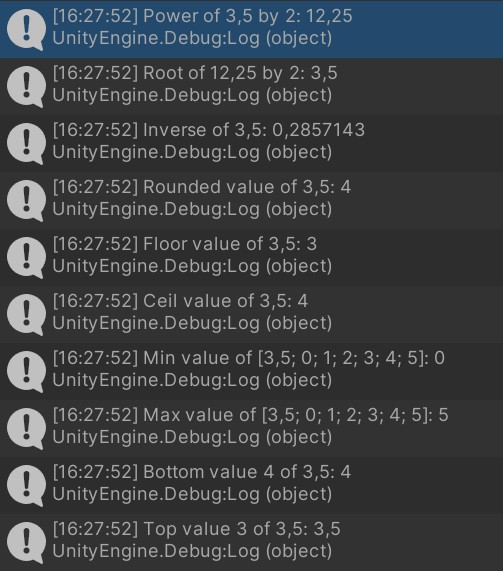 [16:27:52] Power of 3,5 by 2: 12,25
UnityEngine.Debug:Log (object)
[16:27:52] Root of 12,25 by 2: 3,5
UnityEngine.Debug:Log (object)
[16:27:52] Inverse of 3,5: 0,2857143
UnityEngine.Debug:Log (object)
[16:27:52] Rounded value of 3,5: 4
UnityEngine.Debug:Log (object)
[16:27:52] Floor value of 3,5: 3
UnityEngine.Debug:Log (object)
[16:27:52] Ceil value of 3,5: 4
UnityEngine.Debug:Log (object)
[16:27:52] Min value of [3,5; 0; 1; 2; 3; 4; 5]: 0
UnityEngine.Debug:Log (object)
[16:27:52] Max value of [3,5; 0; 1; 2; 3; 4; 5]: 5
UnityEngine.Debug:Log (object)
[16:27:52] Bottom value 4 of 3,5: 4
UnityEngine.Debug:Log (object)
[16:27:52] Top value 3 of 3,5: 3,5
UnityEngine.Debug:Log (object)